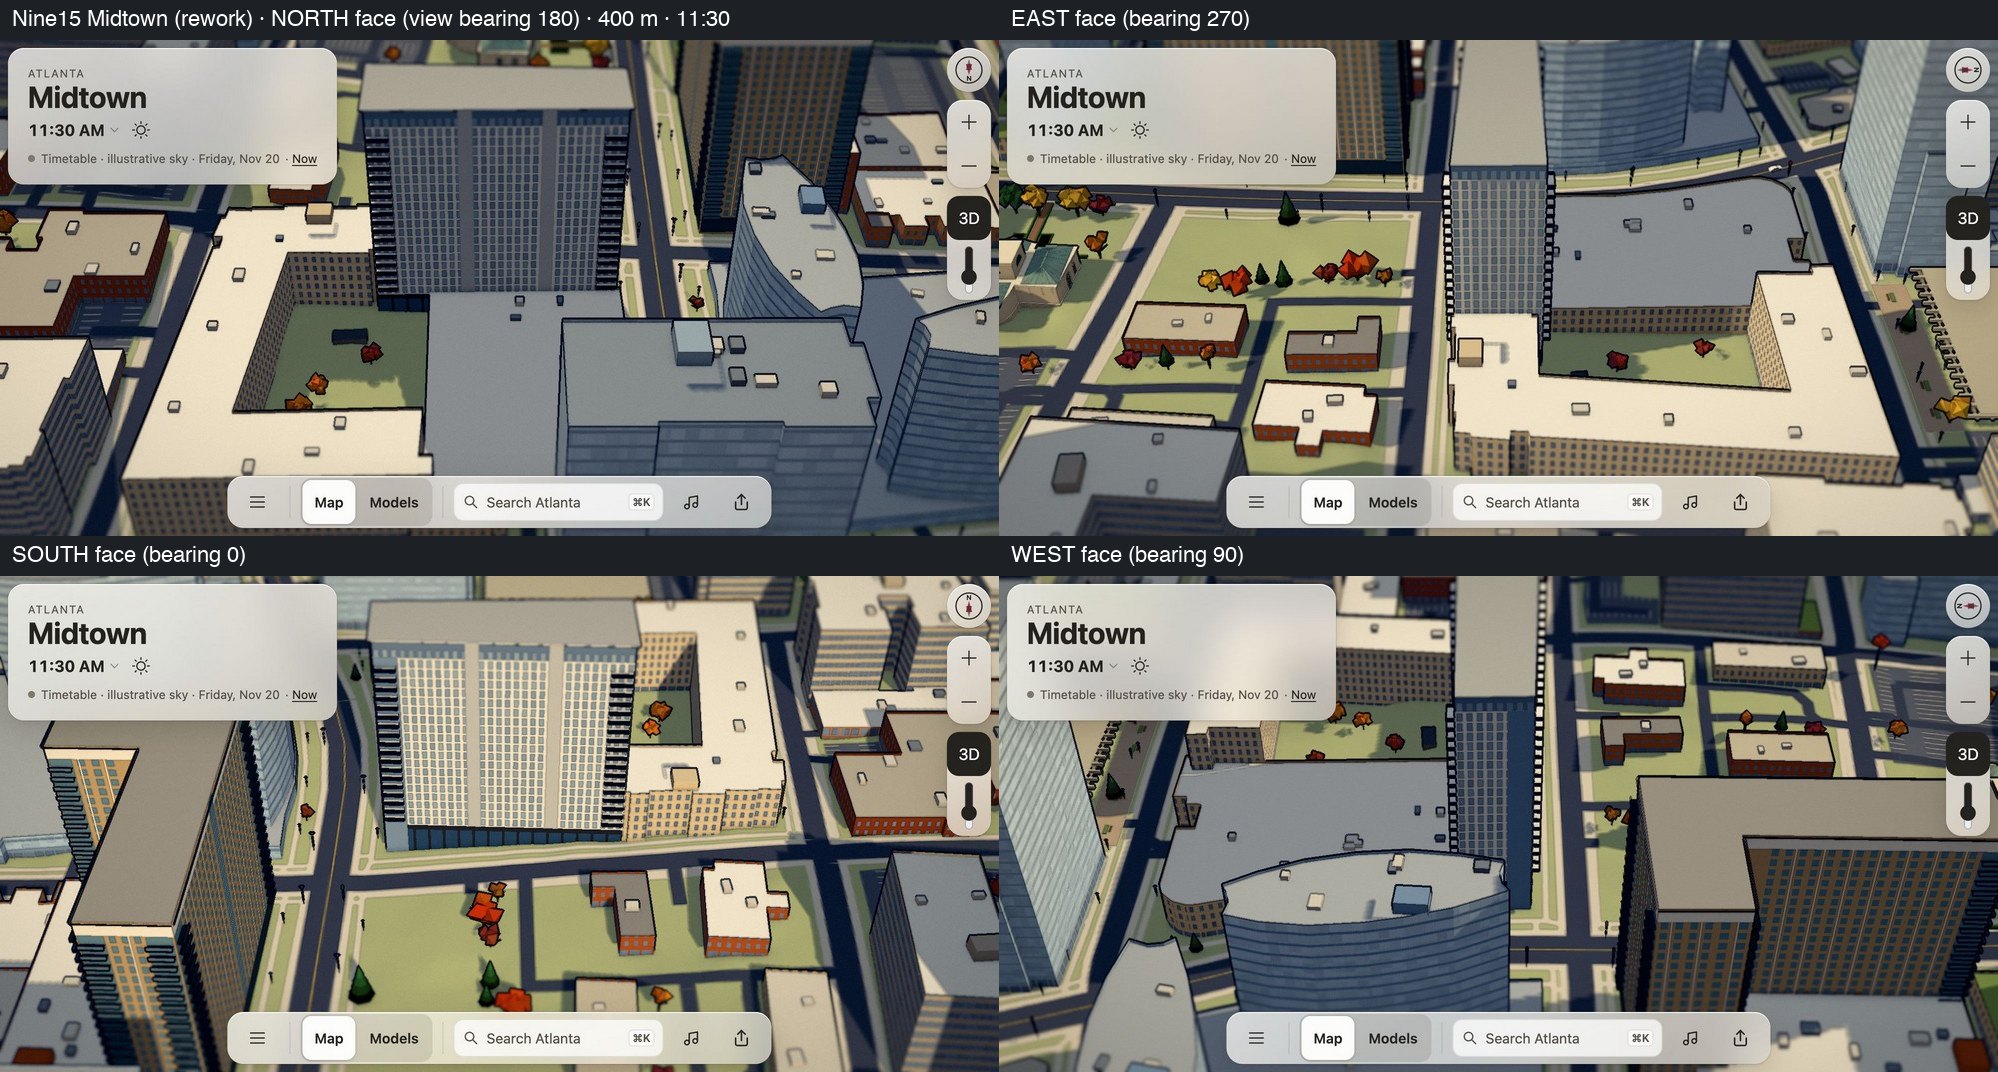 Nine15 Midtown (rework) · NORTH face (view bearing 180) · 400 m · 11:30
ATLANTA
Midtown
11:30 AM
Timetable · illustrative sky · Friday, Nov 20 · Now
N
3D
Map Models Search Atlanta ⌘K
EAST face (bearing 270)
ATLANTA
Midtown
11:30 AM
Timetable · illustrative sky · Friday, Nov 20 · Now
N
3D
Map Models Search Atlanta ⌘K
SOUTH face (bearing 0)
ATLANTA
Midtown
11:30 AM
Timetable · illustrative sky · Friday, Nov 20 · Now
N
3D
Map Models Search Atlanta ⌘K
WEST face (bearing 90)
ATLANTA
Midtown
11:30 AM
Timetable · illustrative sky · Friday, Nov 20 · Now
N
3D
Map Models Search Atlanta ⌘K